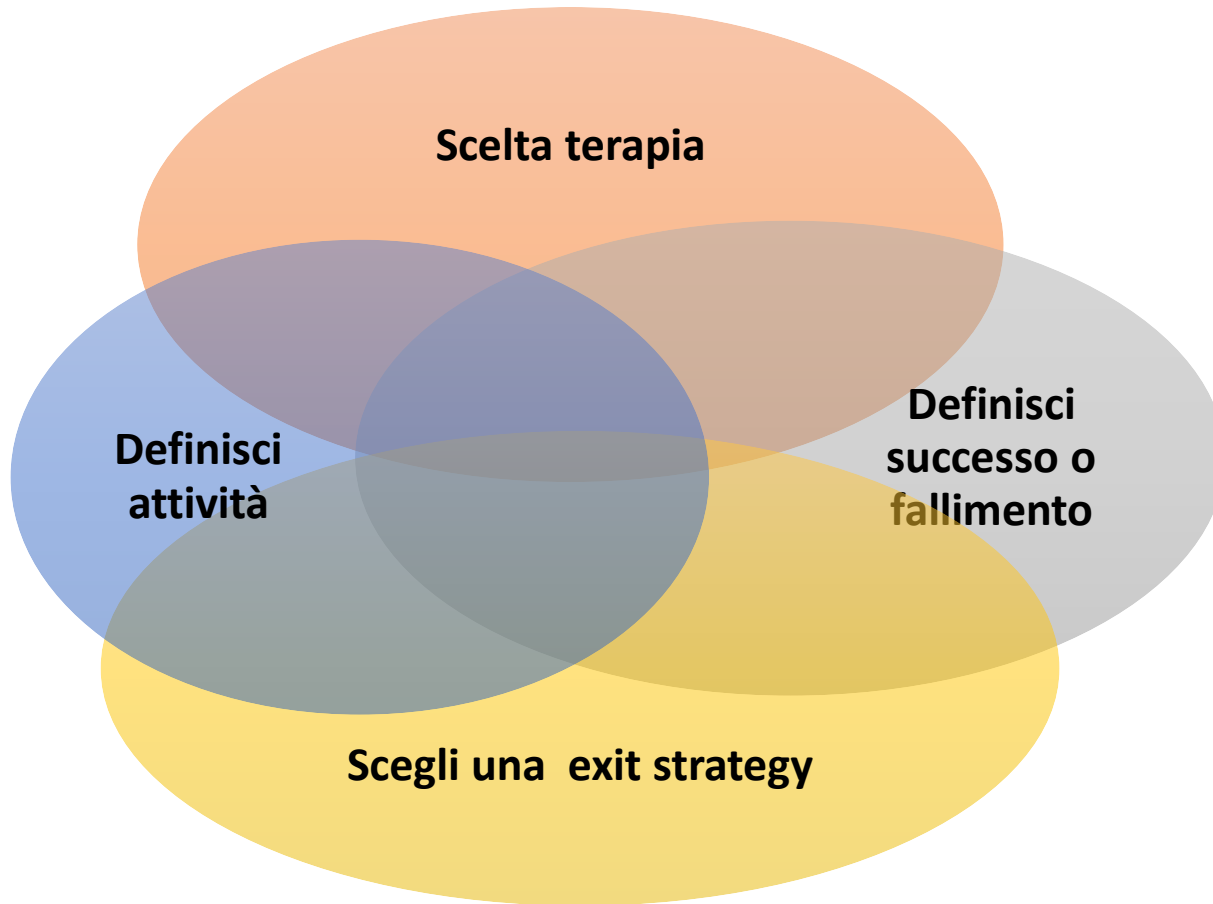 Scelta terapia
Definisci
attività
Definisci
successo o
fallimento
Scegli una  exit strategy